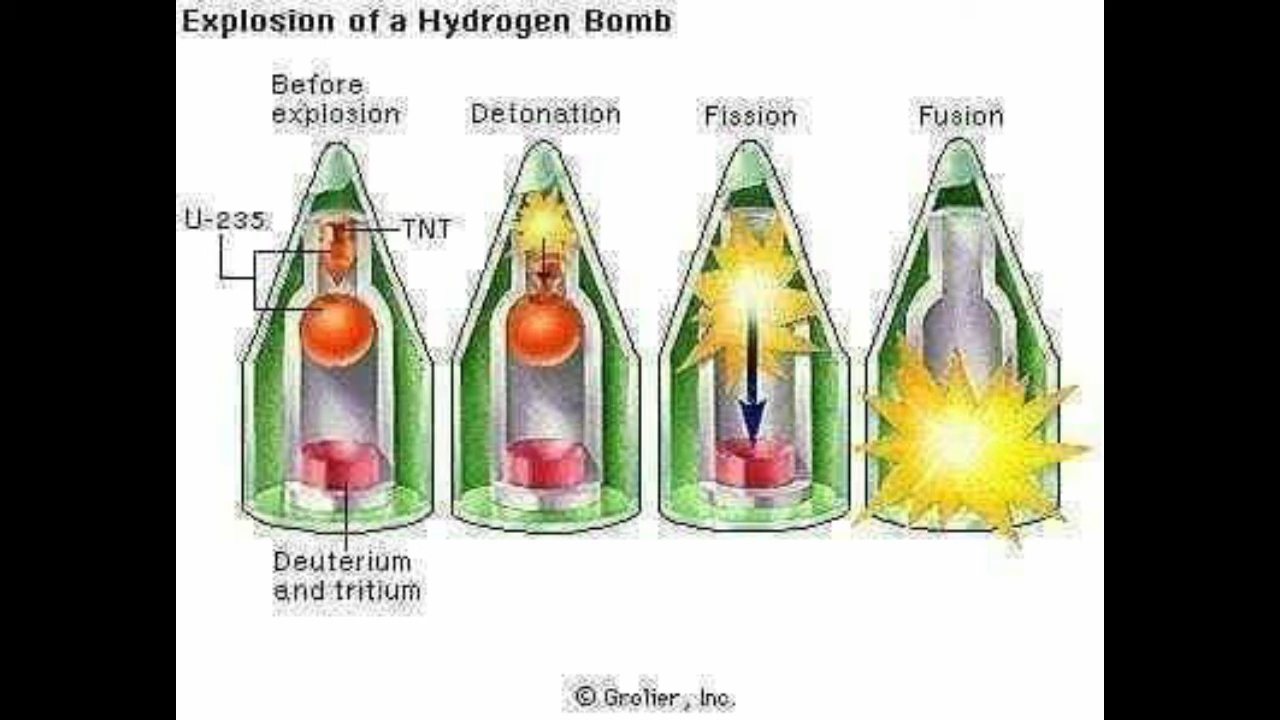 Explosion of a Hydrogen Bomb
Before
explosion
Detonation
Fission
Fusion
U-235
TNT
Deuterium
and tritium
© Grolier, Inc.